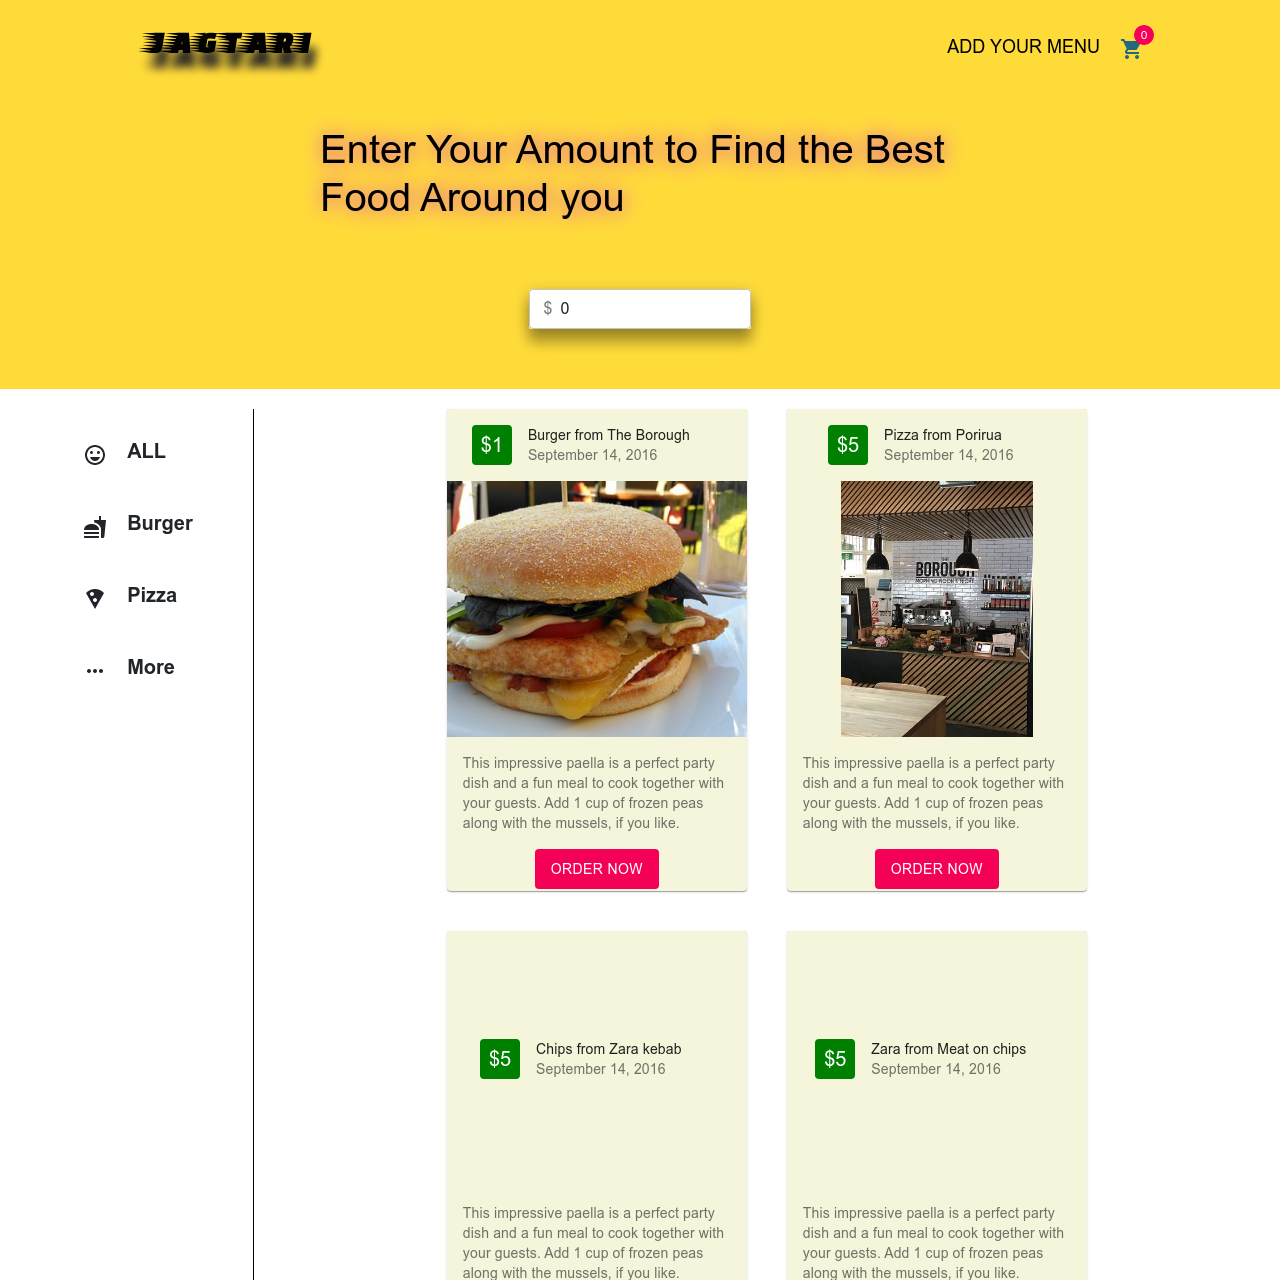 JAGTARI
ADD YOUR MENU
0
Enter Your Amount to Find the Best
Food Around you
$ 0
ALL
Burger
Pizza
More
$1
Burger from The Borough
September 14, 2016
This impressive paella is a perfect party
dish and a fun meal to cook together with
your guests. Add 1 cup of frozen peas
along with the mussels, if you like.
ORDER NOW
$5
Pizza from Porirua
September 14, 2016
THE
BOROUGH
MORNING NOON & NIGHT
This impressive paella is a perfect party
dish and a fun meal to cook together with
your guests. Add 1 cup of frozen peas
along with the mussels, if you like.
ORDER NOW
$5
Chips from Zara kebab
September 14, 2016
This impressive paella is a perfect party
dish and a fun meal to cook together with
your guests. Add 1 cup of frozen peas
along with the mussels, if you like.
$5
Zara from Meat on chips
September 14, 2016
This impressive paella is a perfect party
dish and a fun meal to cook together with
your guests. Add 1 cup of frozen peas
along with the mussels, if you like.